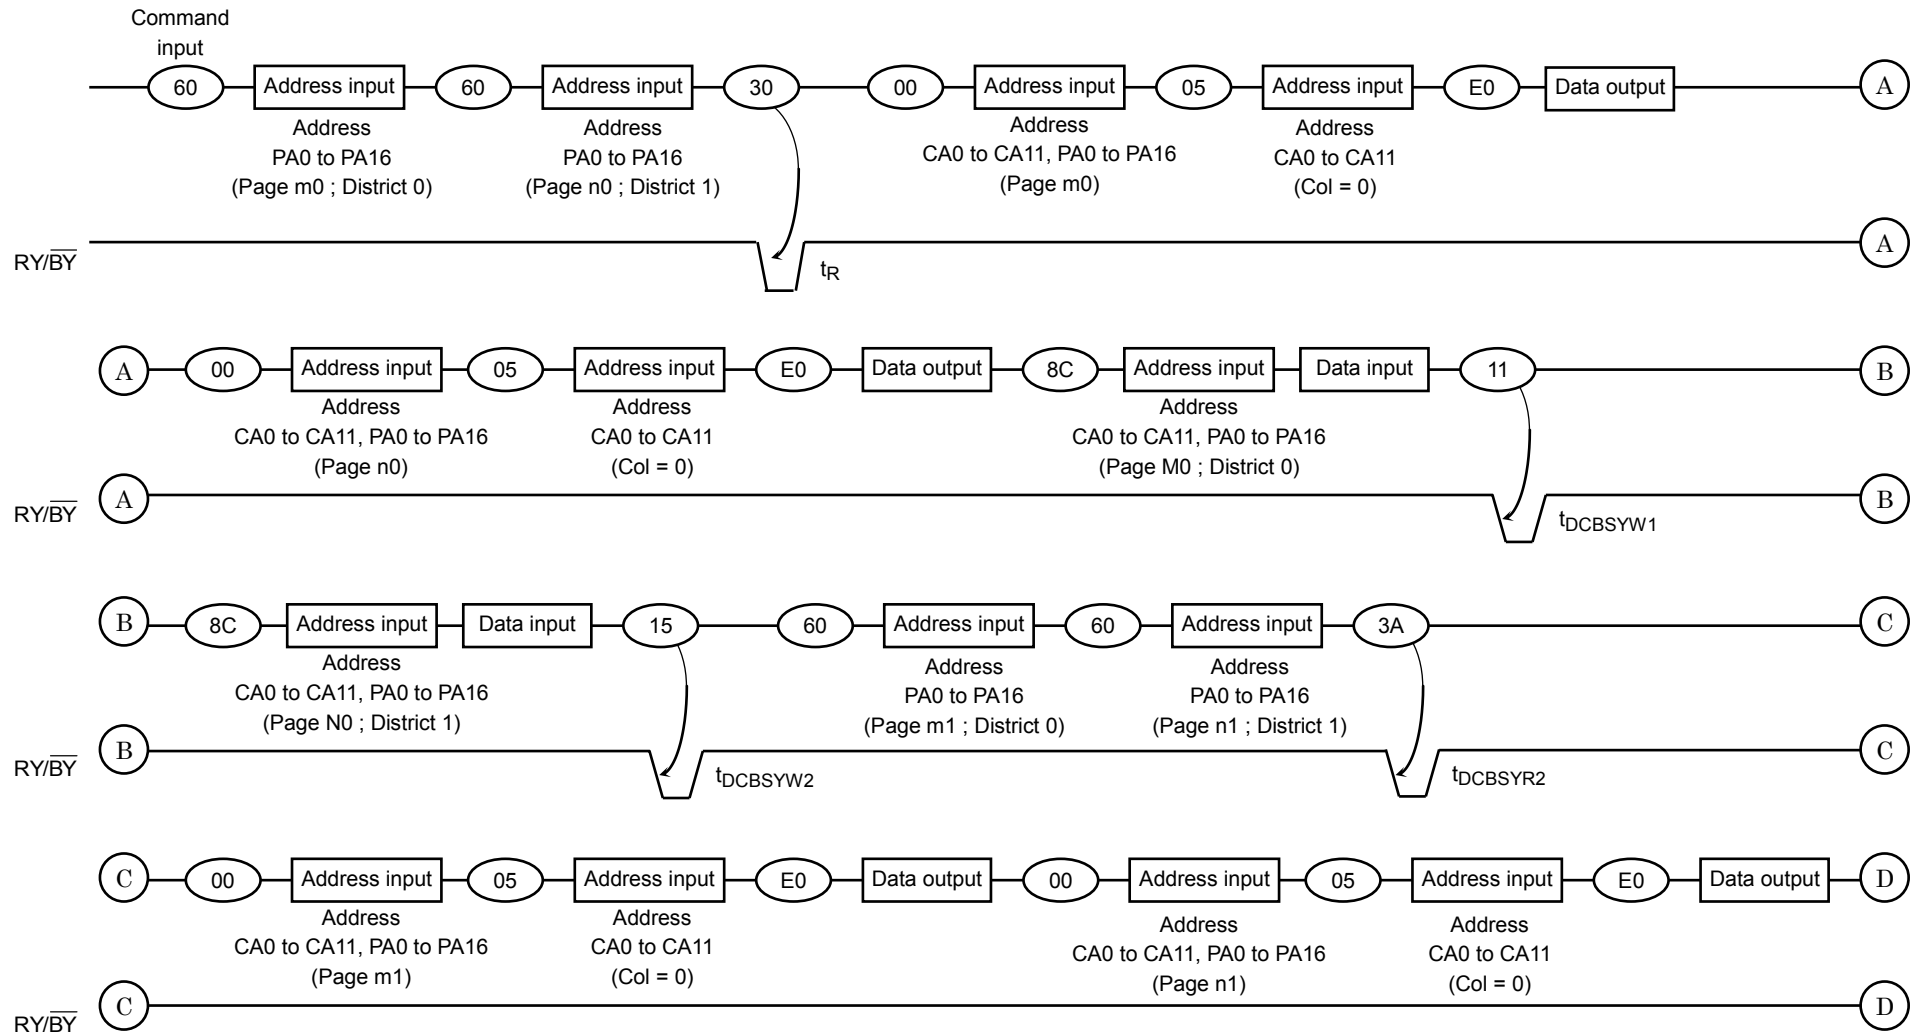 Command
input
60 Address input 60 Address input 30 00 Address input 05 Address input E0 Data output A
Address Address Address Address
PA0 to PA16 PA0 to PA16 CA0 to CA11, PA0 to PA16 CA0 to CA11
(Page m0 ; District 0) (Page n0 ; District 1) (Page m0) (Col = 0)
RY/BY tR A
A 00 Address input 05 Address input E0 Data output 8C Address input Data input 11 B
Address Address Address
CA0 to CA11, PA0 to PA16 CA0 to CA11 CA0 to CA11, PA0 to PA16
(Page n0) (Col = 0) (Page M0 ; District 0)
RY/BY A tDCBSYW1 B
B 8C Address input Data input 15 60 Address input 60 Address input 3A C
Address Address Address
CA0 to CA11, PA0 to PA16 PA0 to PA16 PA0 to PA16
(Page N0 ; District 1) (Page m1 ; District 0) (Page n1 ; District 1)
RY/BY B tDCBSYW2 tDCBSYR2 C
C 00 Address input 05 Address input E0 Data output 00 Address input 05 Address input E0 Data output D
Address Address Address Address
CA0 to CA11, PA0 to PA16 CA0 to CA11 CA0 to CA11, PA0 to PA16 CA0 to CA11
(Page m1) (Col = 0) (Page n1) (Col = 0)
RY/BY C D